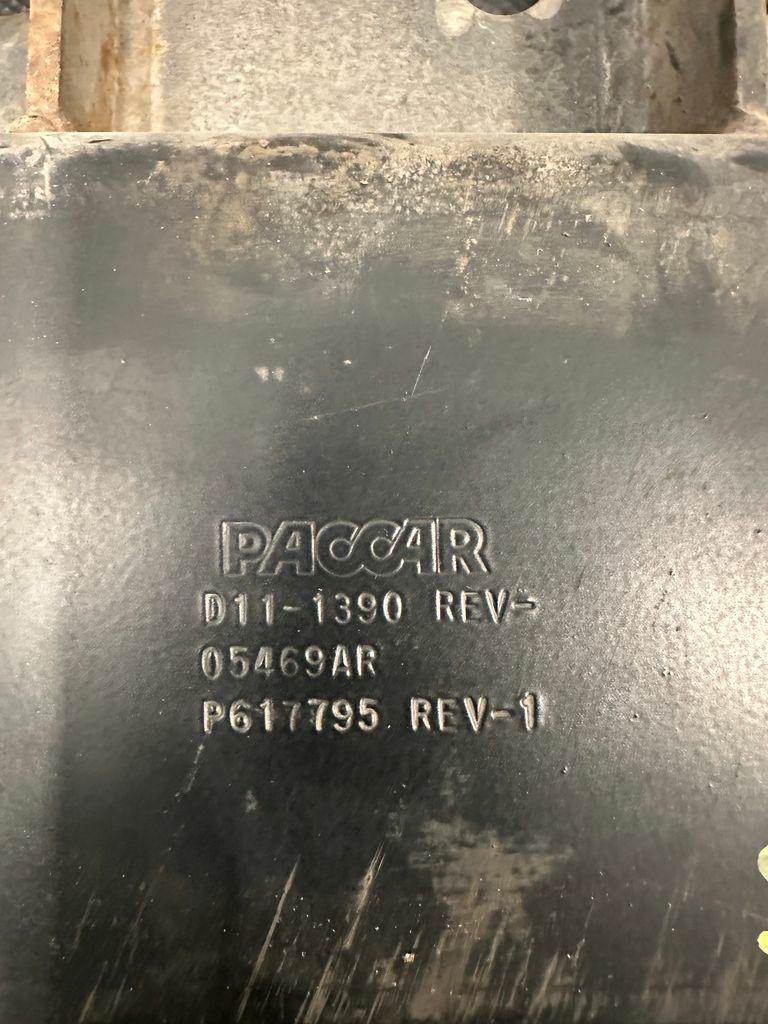 PACCAR
D11-1390 REV-
05469AR
P617795 REV-1